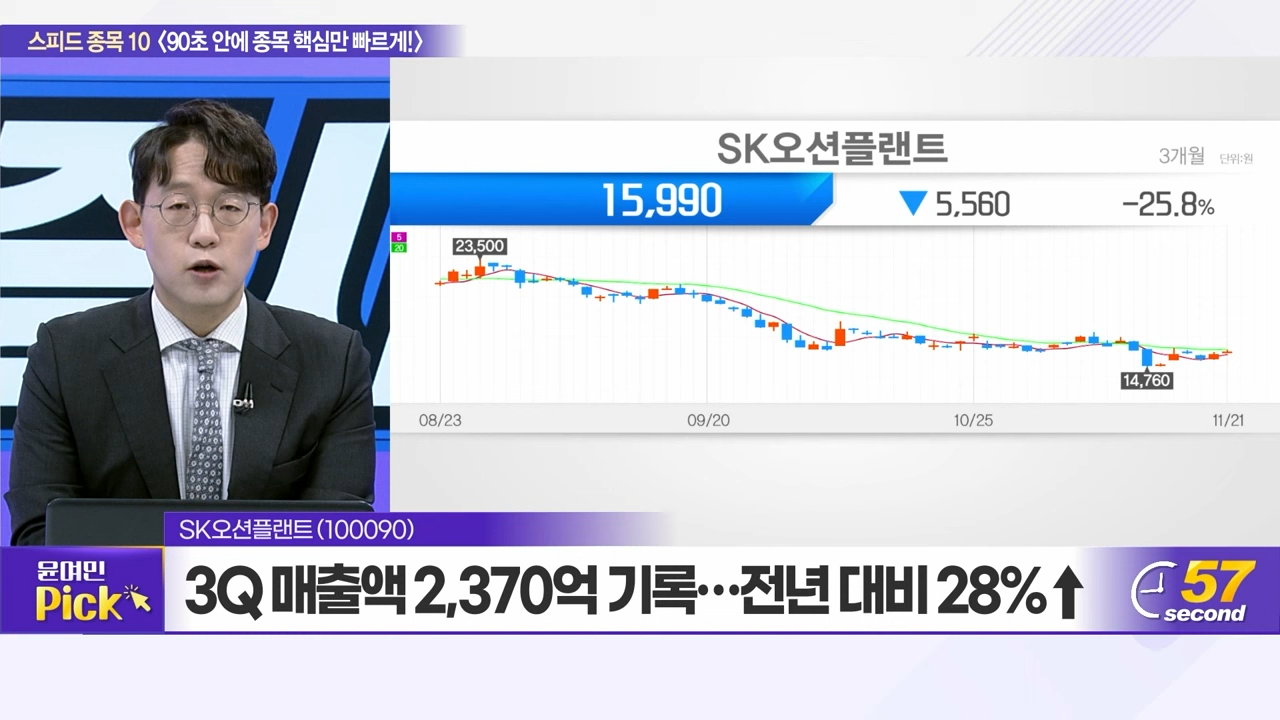 스피드 종목 10 〈90초 안에 종목 핵심만 빠르게!〉
SK오션플랜트
3개월 단위:원
15,990 ▼ 5,560 -25.8%
5
20
23,500
14,760
08/23 09/20 10/25 11/21
SK오션플랜트 (100090)
윤여민
Pick
3Q 매출액 2,370억 기록…전년 대비 28%↑
57
second